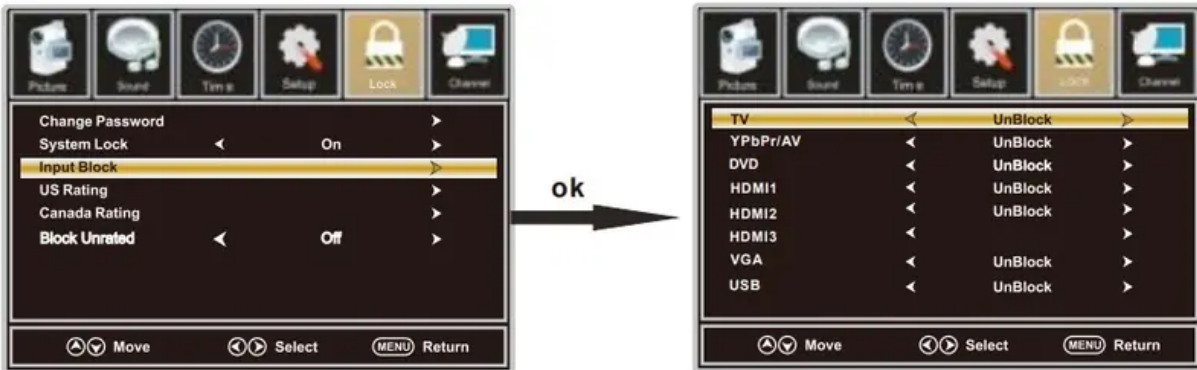 Picture Sound Time Setup Lock Channel
Change Password
System Lock On
Input Block
US Rating
Canada Rating
Block Unrated Off
Move Select MENU Return
ok
Picture Sound Time Setup Lock Channel
TV UnBlock
YPbPr/AV UnBlock
DVD UnBlock
HDMI1 UnBlock
HDMI2 UnBlock
HDMI3
VGA UnBlock
USB UnBlock
Move Select MENU Return